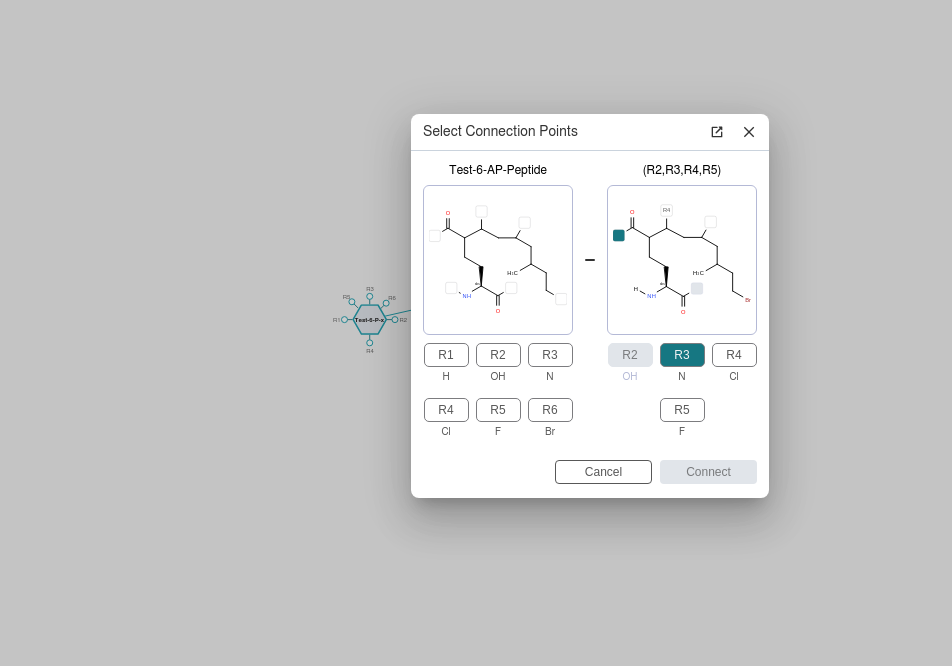 Select Connection Points
Test-6-AP-Peptide
(R2,R3,R4,R5)
O
H₃C
NH
O
O
R4
H₃C
H
NH
O
Br
R3
R5
R6
R1
Test-6-P-x
R2
R4
R1
R2
R3
H
OH
N
R4
R5
R6
Cl
F
Br
R2
R3
R4
OH
N
Cl
R5
F
Cancel
Connect